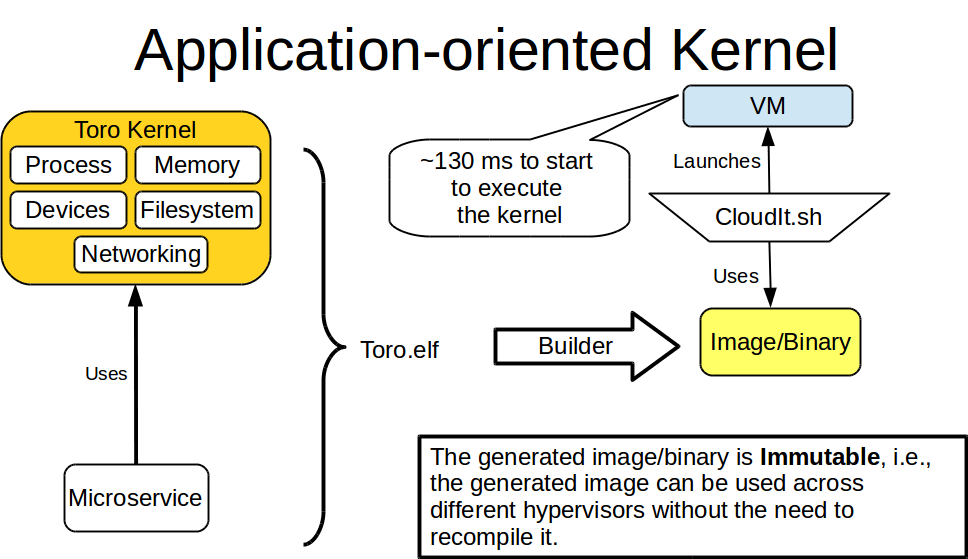 Application-oriented Kernel
Toro Kernel
Process
Memory
Devices
Filesystem
Networking
Uses
Microservice
Toro.elf
~130 ms to start
to execute
the kernel
VM
Launches
CloudIt.sh
Uses
Builder
Image/Binary
The generated image/binary is Immutable, i.e.,
the generated image can be used across
different hypervisors without the need to
recompile it.